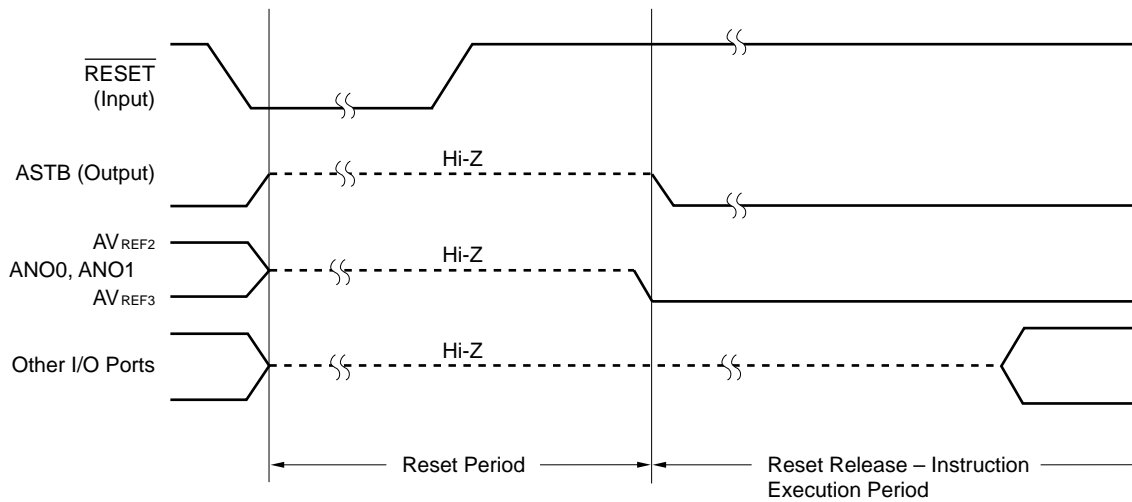 RESET
(Input)
ASTB (Output)
Hi-Z
AVREF2
ANO0, ANO1
AVREF3
Hi-Z
Other I/O Ports
Hi-Z
Reset Period
Reset Release – Instruction
Execution Period